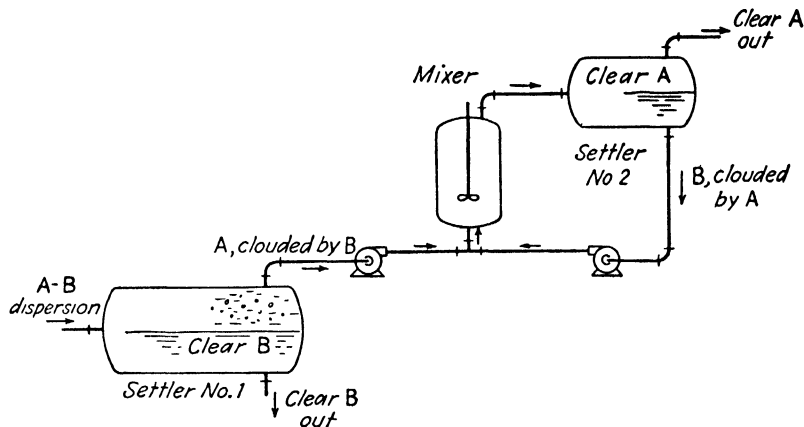 Clear A
out
Mixer
Clear A
Settler
No 2
B, clouded
by A
A, clouded by B
A-B
dispersion
Clear B
Settler No.1
Clear B
out